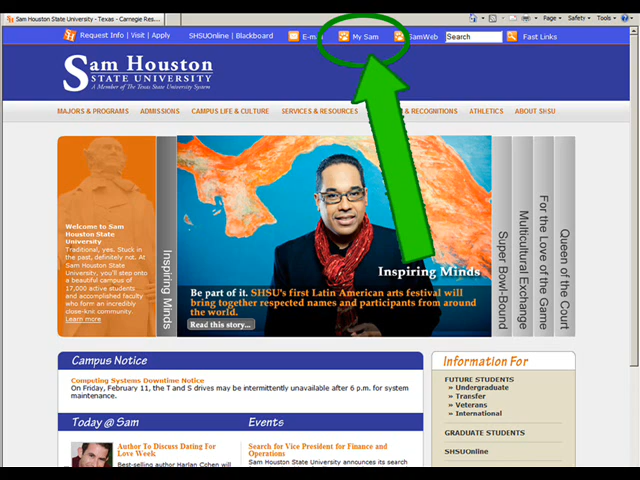 Sam Houston State University - Texas - Carnegie Res...
Page Safety Tools
Request Info | Visit | Apply SHSUOnline | Blackboard E-ma My Sam SamWeb Search Fast Links
Sam Houston
STATE UNIVERSITY
A Member of The Texas State University System
MAJORS & PROGRAMS ADMISSIONS CAMPUS LIFE & CULTURE SERVICES & RESOURCES & RECOGNITIONS ATHLETICS ABOUT SHSU
Welcome to Sam
Houston State
University
Traditional, yes. Stuck in
the past, definitely not. At
Sam Houston State
University, you'll step onto
a beautiful campus of
17,000 active students
and accomplished faculty
who form an incredibly
close-knit community.
Learn more
Inspiring Minds
Inspiring Minds
Be part of it. SHSU's first Latin American arts festival will
bring together respected names and participants from around
the world.
Read this story...
Super Bowl-Bound
Multicultural Exchange
For the Love of the Game
Queen of the Court
Campus Notice
Computing Systems Downtime Notice
On Friday, February 11, the T and S drives may be intermittently unavailable after 6 p.m. for system
maintenance.
Today @ Sam
Author To Discuss Dating For
Love Week
Best-selling author Harlan Cohen will
Events
Search for Vice President for Finance and
Operations
Sam Houston State University announces its search
Information For
FUTURE STUDENTS
» Undergraduate
» Transfer
» Veterans
» International
GRADUATE STUDENTS
SHSUOnline